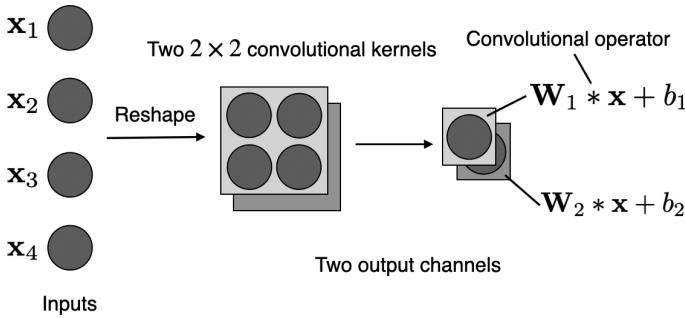 x₁
x₂
x₃
x₄
Inputs
Reshape
Two 2 × 2 convolutional kernels
Convolutional operator
W₁ ∗ x + b₁
W₂ ∗ x + b₂
Two output channels